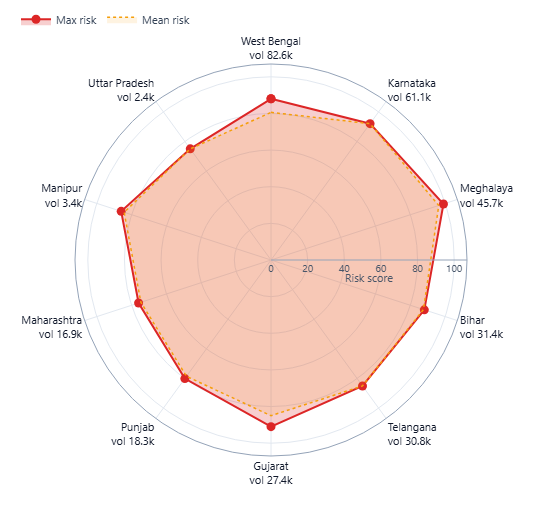 Max risk
Mean risk
West Bengal
vol 82.6k
Uttar Pradesh
vol 2.4k
Karnataka
vol 61.1k
Manipur
vol 3.4k
Meghalaya
vol 45.7k
0 20 40 60 80 100
Risk score
Maharashtra
vol 16.9k
Bihar
vol 31.4k
Punjab
vol 18.3k
Telangana
vol 30.8k
Gujarat
vol 27.4k